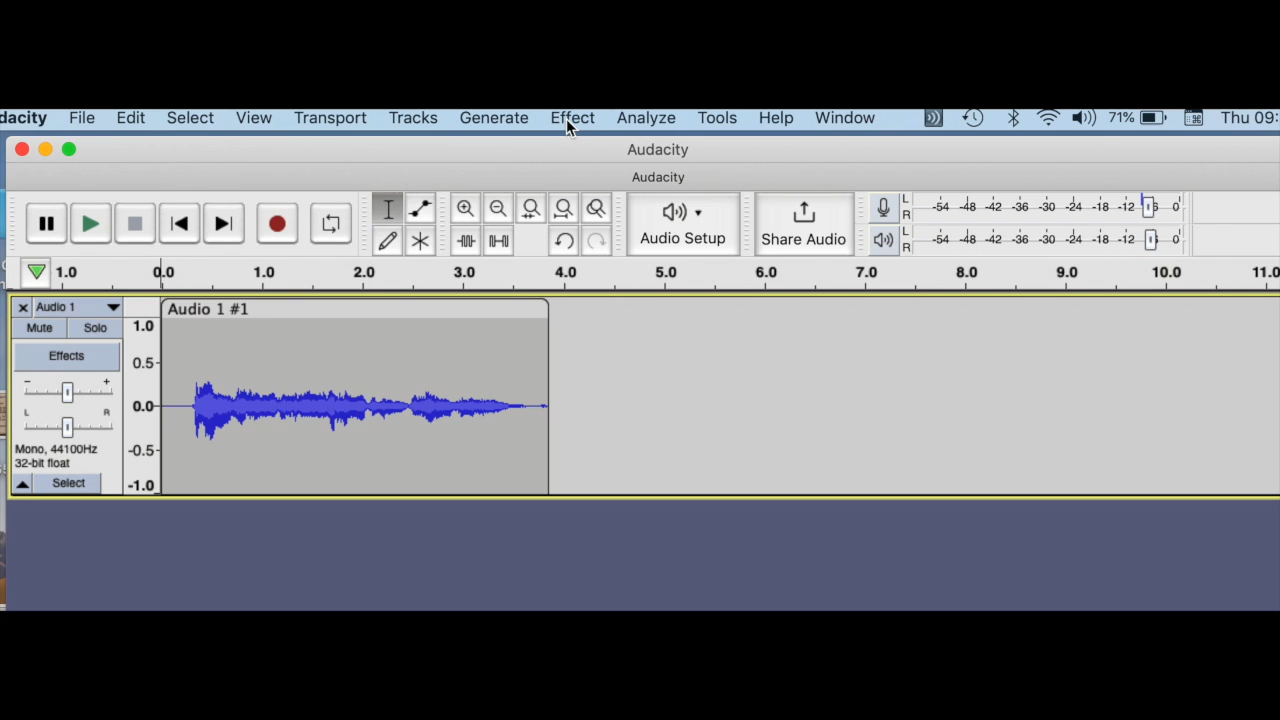 dacity File Edit Select View Transport Tracks Generate Effect Analyze Tools Help Window 71% Thu 09:
Audacity
Audacity
Audio Setup
Share Audio
L
R
-54 -48 -42 -36 -30 -24 -18 -12 0
L
R
-54 -48 -42 -36 -30 -24 -18 -12 0
1.0 0.0 1.0 2.0 3.0 4.0 5.0 6.0 7.0 8.0 9.0 10.0 11.0
Audio 1
Audio 1 #1
Mute Solo
Effects
- +
L R
Mono, 44100Hz
32-bit float
Select
1.0
0.5-
0.0-
-0.5-
-1.0